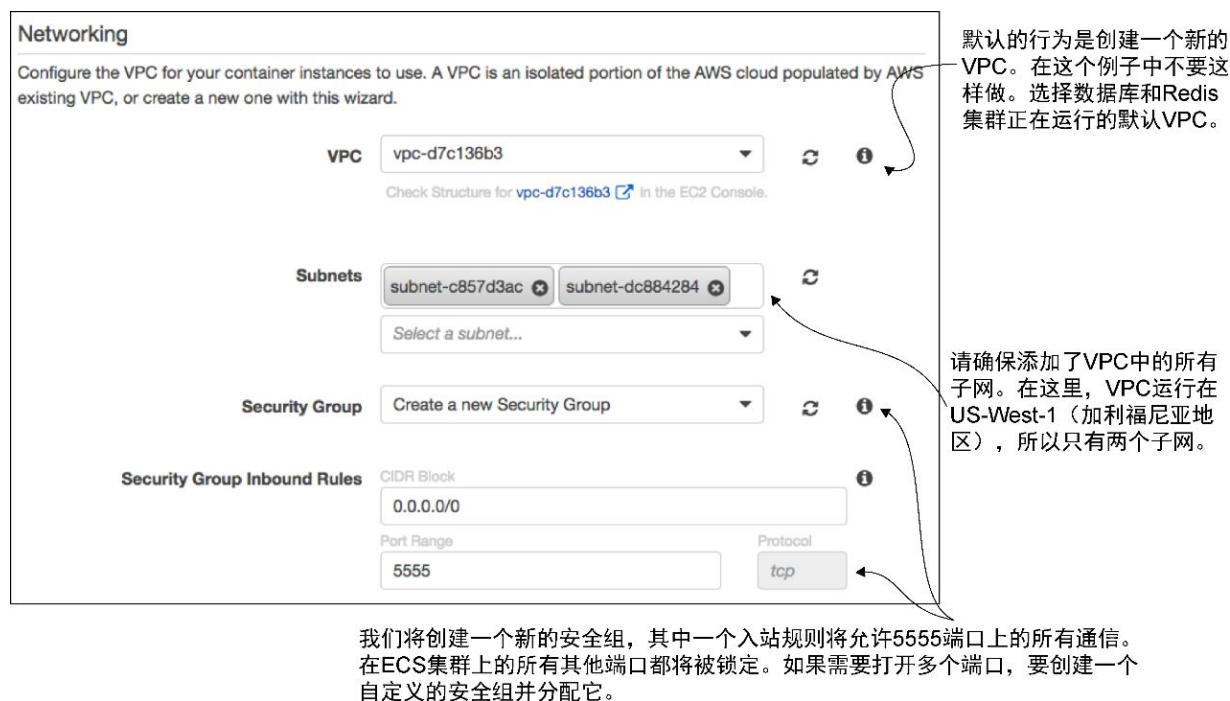 Networking
Configure the VPC for your container instances to use. A VPC is an isolated portion of the AWS cloud populated by AWS
existing VPC, or create a new one with this wizard.
默认的行为是创建一个新的
VPC。在这个例子中不要这
样做。选择数据库和Redis
集群正在运行的默认VPC。
VPC vpc-d7c136b3
Check Structure for vpc-d7c136b3 in the EC2 Console.
Subnets subnet-c857d3ac subnet-dc884284
Select a subnet...
请确保添加了VPC中的所有
子网。在这里，VPC运行在
US-West-1（加利福尼亚地
区），所以只有两个子网。
Security Group Create a new Security Group
Security Group Inbound Rules CIDR Block
0.0.0.0/0
Port Range Protocol
5555 tcp
我们将创建一个新的安全组，其中一个入站规则将允许5555端口上的所有通信。
在ECS集群上的所有其他端口都将被锁定。如果需要打开多个端口，要创建一个
自定义的安全组并分配它。